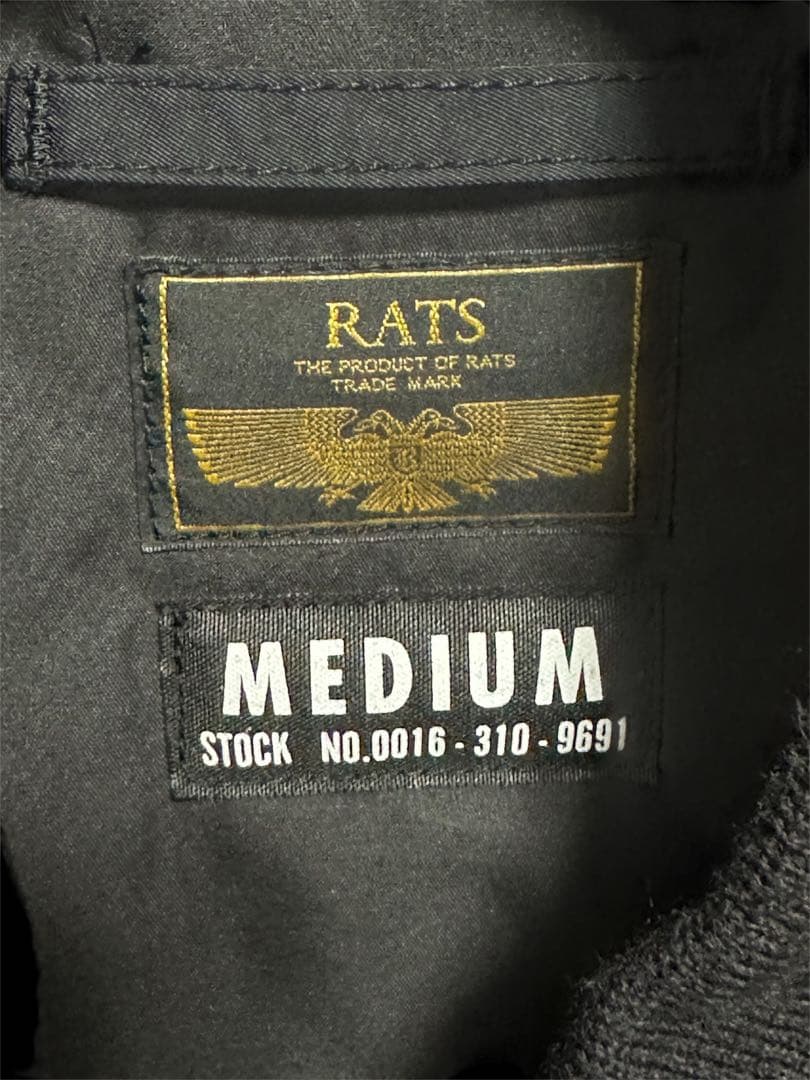 RATS
THE PRODUCT OF RATS
TRADE MARK
MEDIUM
STOCK NO.0016-310-9691